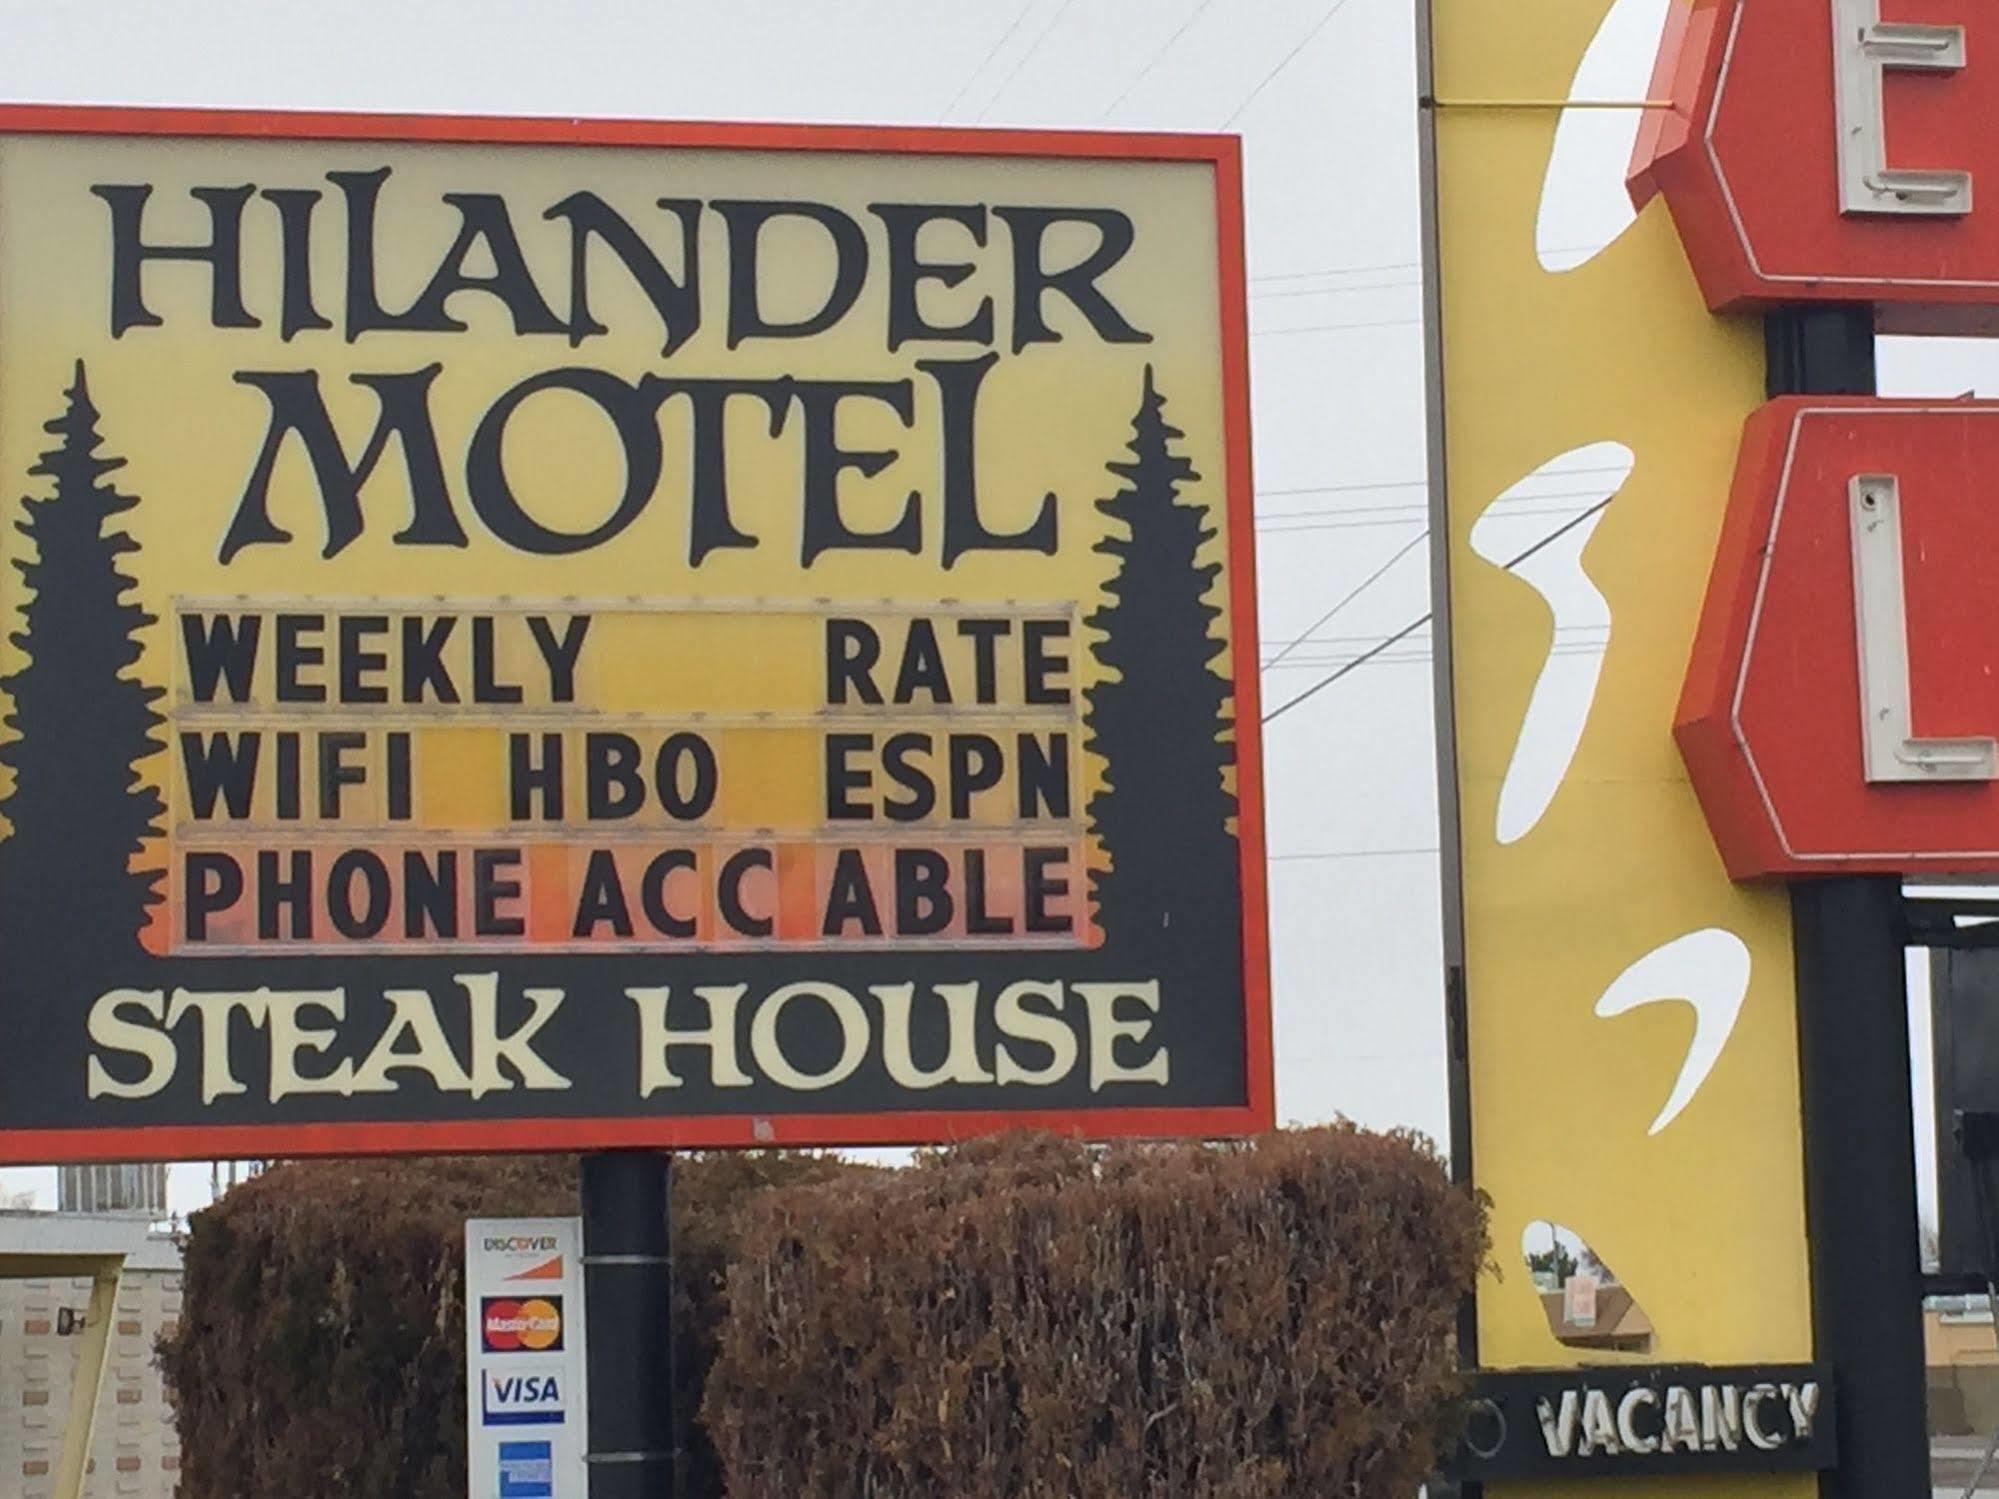 HILANDER
MOTEL
WEEKLY RATE
WIFI HBO ESPN
PHONE ACC ABLE
STEAK HOUSE
DISCOVER
MasterCard
VISA
E
L
VACANCY